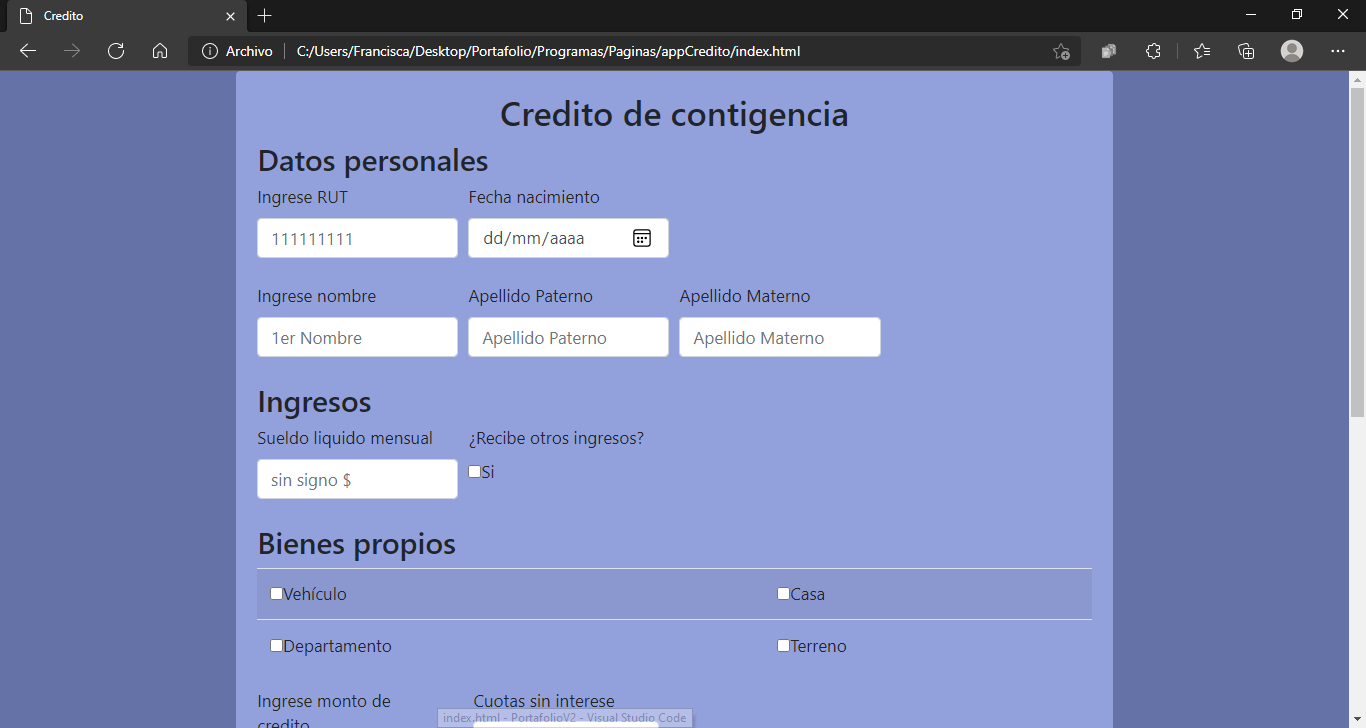 Credito
Archivo C:/Users/Francisca/Desktop/Portafolio/Programas/Paginas/appCredito/index.html
Credito de contigencia
Datos personales
Ingrese RUT Fecha nacimiento
111111111 dd/mm/aaaa
Ingrese nombre Apellido Paterno Apellido Materno
1er Nombre Apellido Paterno Apellido Materno
Ingresos
Sueldo liquido mensual ¿Recibe otros ingresos?
sin signo $ Si
Bienes propios
Vehículo Casa
Departamento Terreno
Ingrese monto de Cuotas sin interese
credito
index.html - PortafolioV2 - Visual Studio Code